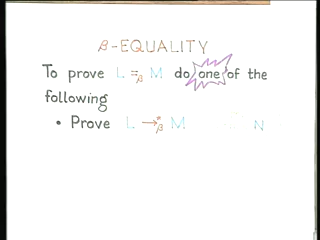 β-EQUALITY
To prove L =β M do one of the
following
• Prove L →*β M N